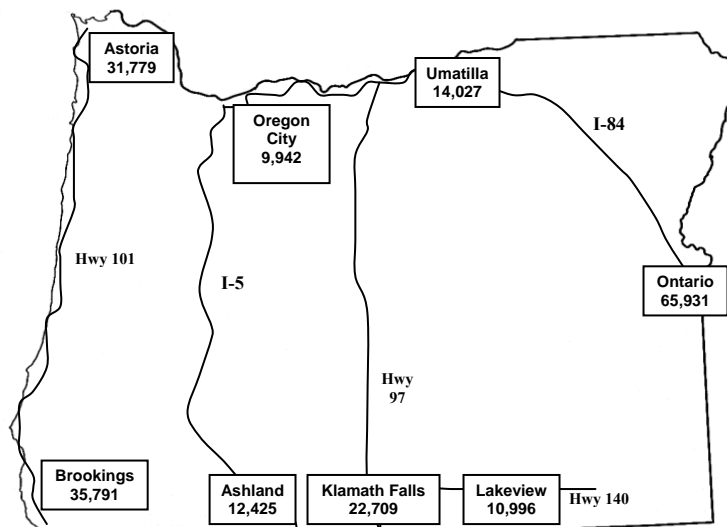 Astoria
31,779
Umatilla
14,027
Oregon
City
9,942
I-84
Hwy 101
I-5
Ontario
65,931
Hwy
97
Brookings
35,791
Ashland
12,425
Klamath Falls
22,709
Lakeview
10,996
Hwy 140